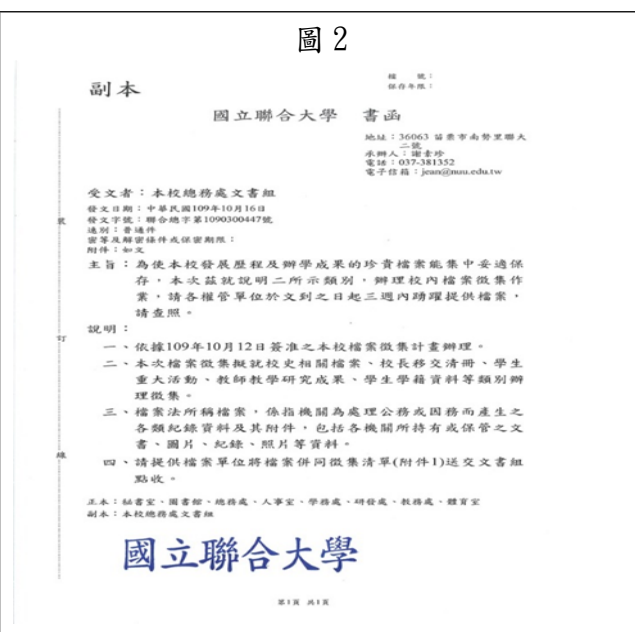 圖 2
檔　號：
保存年限：
副本
國立聯合大學　書函
地址：36063 苗栗市南勢里聯大
二號
承辦人：謝素珍
電話：037-381352
電子信箱：jean@nuu.edu.tw
受文者：本校總務處文書組
發文日期：中華民國109年10月16日
發文字號：聯合總字第1090300447號
速別：普通件
密等及解密條件或保密期限：
附件：如文
主旨：為使本校發展歷程及辦學成果的珍貴檔案能集中妥適保
存，本次茲就說明二所示類別，辦理校內檔案徵集作
業，請各權管單位於文到之日起三週內踴躍提供檔案，
請查照。
說明：
一、依據109年10月12日簽准之本校檔案徵集計畫辦理。
二、本次檔案徵集擬就校史相關檔案、校長移交清冊、學生
重大活動、教師教學研究成果、學生學籍資料等類別辦
理徵集。
三、檔案法所稱檔案，係指機關為處理公務或因務而產生之
各類紀錄資料及其附件，包括各機關所持有或保管之文
書、圖片、紀錄、照片等資料。
四、請提供檔案單位將檔案併同徵集清單(附件1)送交文書組
點收。
正本：秘書室、圖書館、總務處、人事室、學務處、研發處、教務處、體育室
副本：本校總務處文書組
國立聯合大學
第1頁　共1頁
裝
訂
線